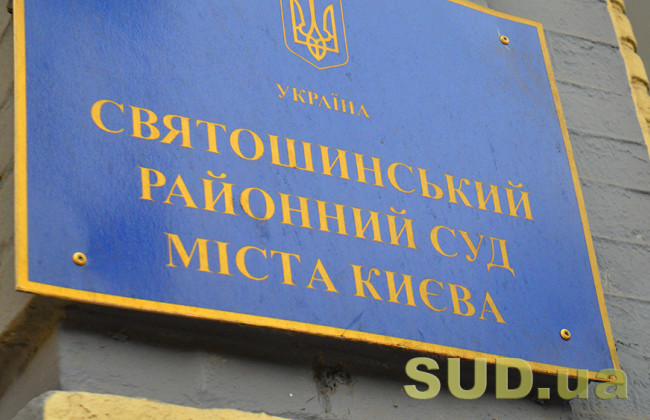 УКРАЇНА
СВЯТОШИНСЬКИЙ
РАЙОННИЙ СУД
МІСТА КИЄВА
SUD.ua